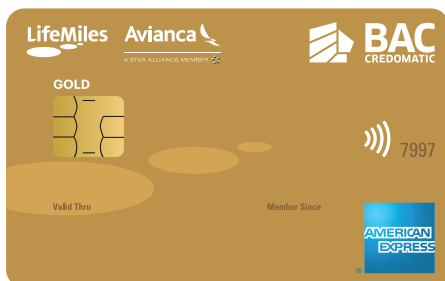 LifeMiles Avianca BAC
CREDOMATIC
A STAR ALLIANCE MEMBER
GOLD
7997
Valid Thru Member Since
AMERICAN
EXPRESS
®